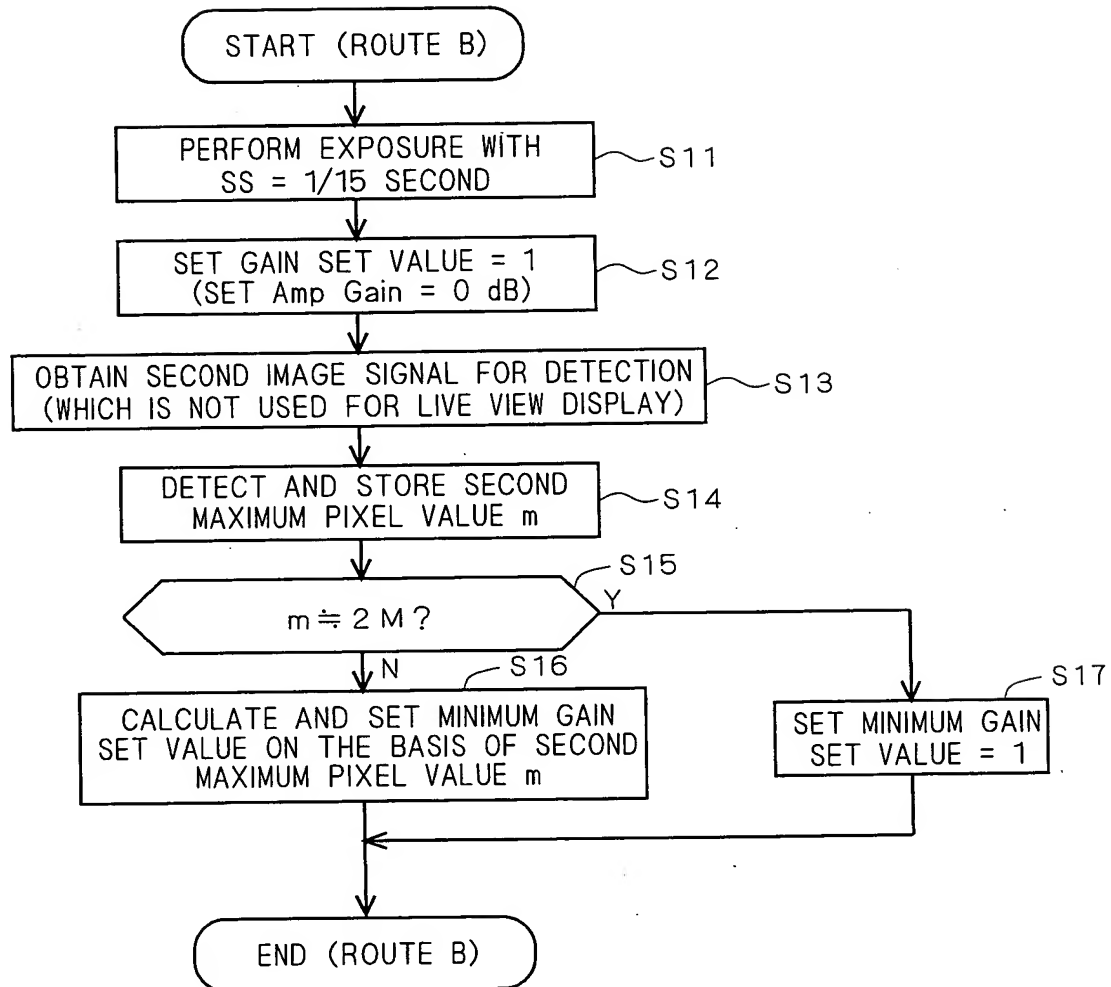 START (ROUTE B)
PERFORM EXPOSURE WITH
SS = 1/15 SECOND
S11
SET GAIN SET VALUE = 1
(SET Amp Gain = 0 dB)
S12
OBTAIN SECOND IMAGE SIGNAL FOR DETECTION
(WHICH IS NOT USED FOR LIVE VIEW DISPLAY)
S13
DETECT AND STORE SECOND
MAXIMUM PIXEL VALUE m
S14
S15
m≒2M?
Y
N
S16
CALCULATE AND SET MINIMUM GAIN
SET VALUE ON THE BASIS OF SECOND
MAXIMUM PIXEL VALUE m
S17
SET MINIMUM GAIN
SET VALUE = 1
END (ROUTE B)